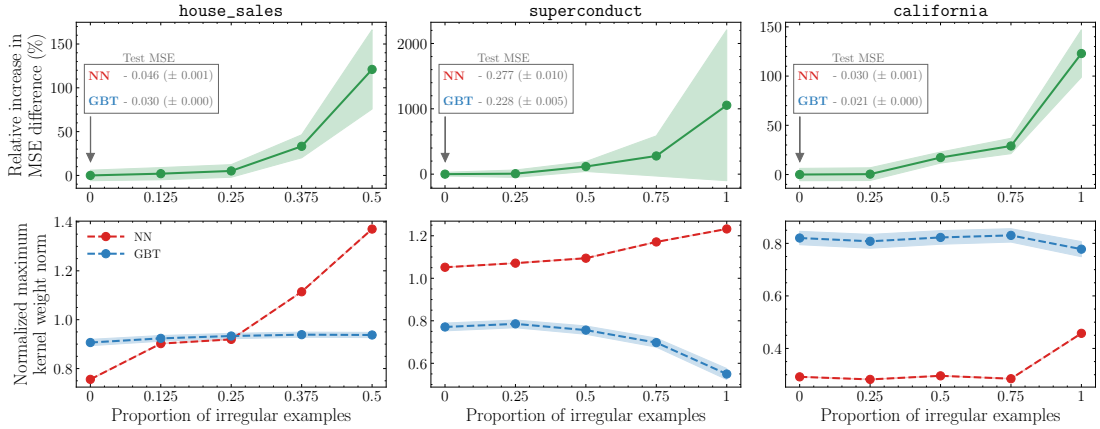 house_sales
superconduct
california
Relative increase in
MSE difference (%)
150
100
50
0
Test MSE
NN - 0.046 (± 0.001)
GBT - 0.030 (± 0.000)
0 0.125 0.25 0.375 0.5
2000
1000
0
Test MSE
NN - 0.277 (± 0.010)
GBT - 0.228 (± 0.005)
0 0.25 0.5 0.75 1
150
100
50
0
Test MSE
NN - 0.030 (± 0.001)
GBT - 0.021 (± 0.000)
0 0.25 0.5 0.75 1
Normalized maximum
kernel weight norm
1.4
1.2
1.0
0.8
NN
GBT
0 0.125 0.25 0.375 0.5
Proportion of irregular examples
1.2
1.0
0.8
0.6
0 0.25 0.5 0.75 1
Proportion of irregular examples
0.8
0.6
0.4
0 0.25 0.5 0.75 1
Proportion of irregular examples